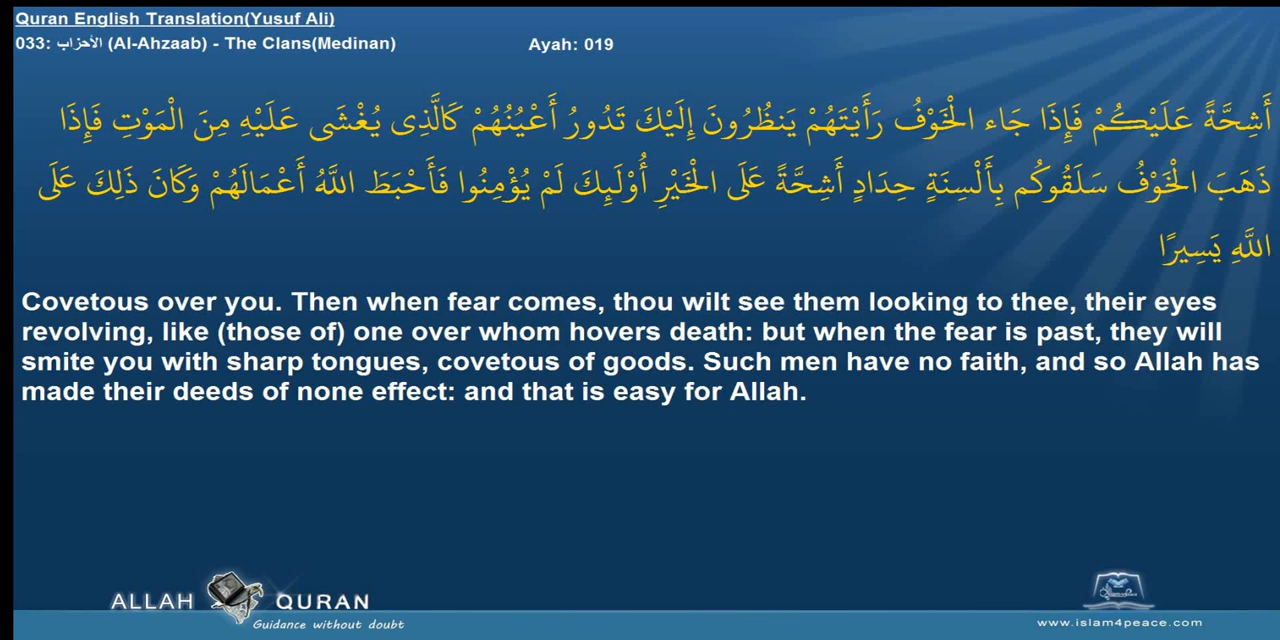 Quran English Translation(Yusuf Ali)
033: الأحزاب (Al-Ahzaab) - The Clans(Medinan) Ayah: 019
أَشِحَّةً عَلَيْكُمْ فَإِذَا جَاء الْخَوْفُ رَأَيْتَهُمْ يَنظُرُونَ إِلَيْكَ تَدُورُ أَعْيُنُهُمْ كَالَّذِى يُغْشَى عَلَيْهِ مِنَ الْمَوْتِ فَإِذَا
ذَهَبَ الْخَوْفُ سَلَقُوكُم بِأَلْسِنَةٍ حِدَادٍ أَشِحَّةً عَلَى الْخَيْرِ أُوْلَئِكَ لَمْ يُؤْمِنُوا فَأَحْبَطَ اللَّهُ أَعْمَالَهُمْ وَكَانَ ذَلِكَ عَلَى
اللَّهِ يَسِيرًا
Covetous over you. Then when fear comes, thou wilt see them looking to thee, their eyes
revolving, like (those of) one over whom hovers death: but when the fear is past, they will
smite you with sharp tongues, covetous of goods. Such men have no faith, and so Allah has
made their deeds of none effect: and that is easy for Allah.
ALLAH QURAN
Guidance without doubt
www.islam4peace.com